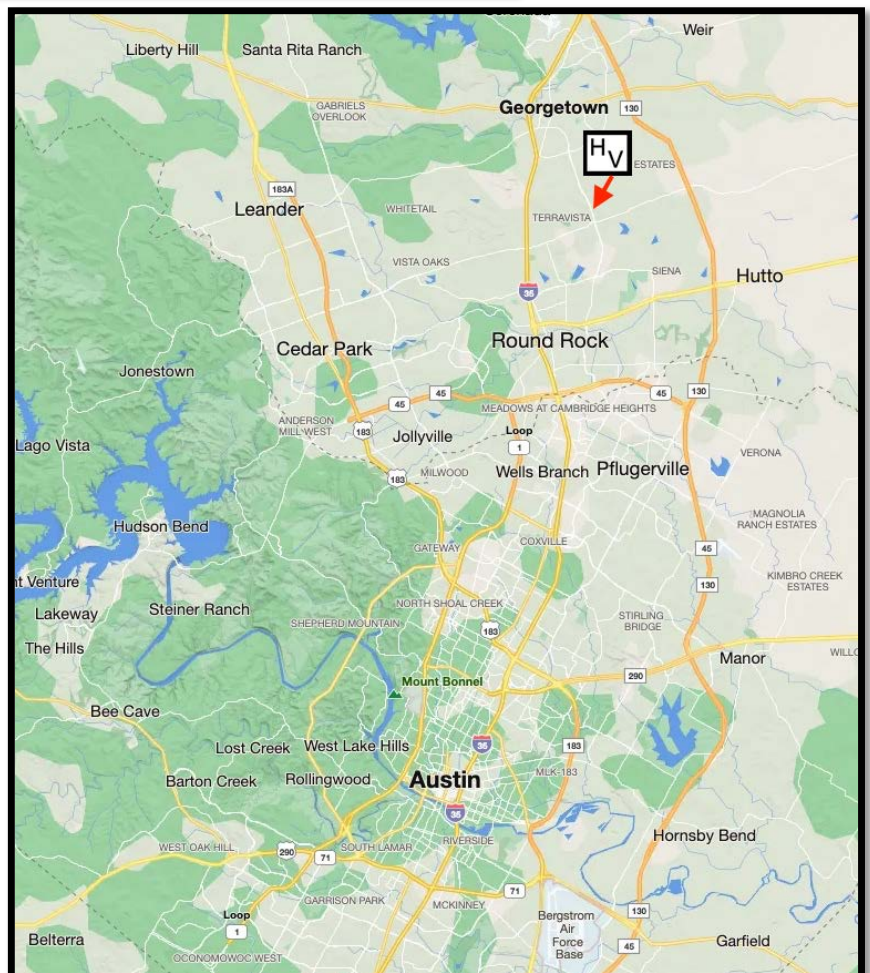 Weir
Liberty Hill
Santa Rita Ranch
GABRIELS
OVERLOOK
Georgetown
130
H
V
ESTATES
183A
Leander
WHITETAIL
TERRAVISTA
VISTA OAKS
SIENA
Hutto
35
Round Rock
Cedar Park
Jonestown
45
45
45
130
MEADOWS AT CAMBRIDGE HEIGHTS
ANDERSON
MILL WEST
183
Jollyville
Loop
1
Lago Vista
Wells Branch
Pflugerville
VERONA
183
MILWOOD
MAGNOLIA
RANCH ESTATES
Hudson Bend
GATEWAY
COXVILLE
45
130
KIMBRO CREEK
ESTATES
nt Venture
Lakeway
Steiner Ranch
NORTH SHOAL CREEK
SHEPHERD MOUNTAIN
183
STIRLING
BRIDGE
The Hills
Manor
WILLO
290
Mount Bonnel
Bee Cave
Lost Creek
West Lake Hills
35
183
Barton Creek
Rollingwood
Austin
MLK-183
35
Hornsby Bend
WEST OAK HILL
290
71
SOUTH LAMAR
RIVERSIDE
GARRISON PARK
MCKINNEY
71
Loop
1
Bergstrom
Air
Force
Base
130
45
Belterra
Garfield
OCONOMOWOC WEST